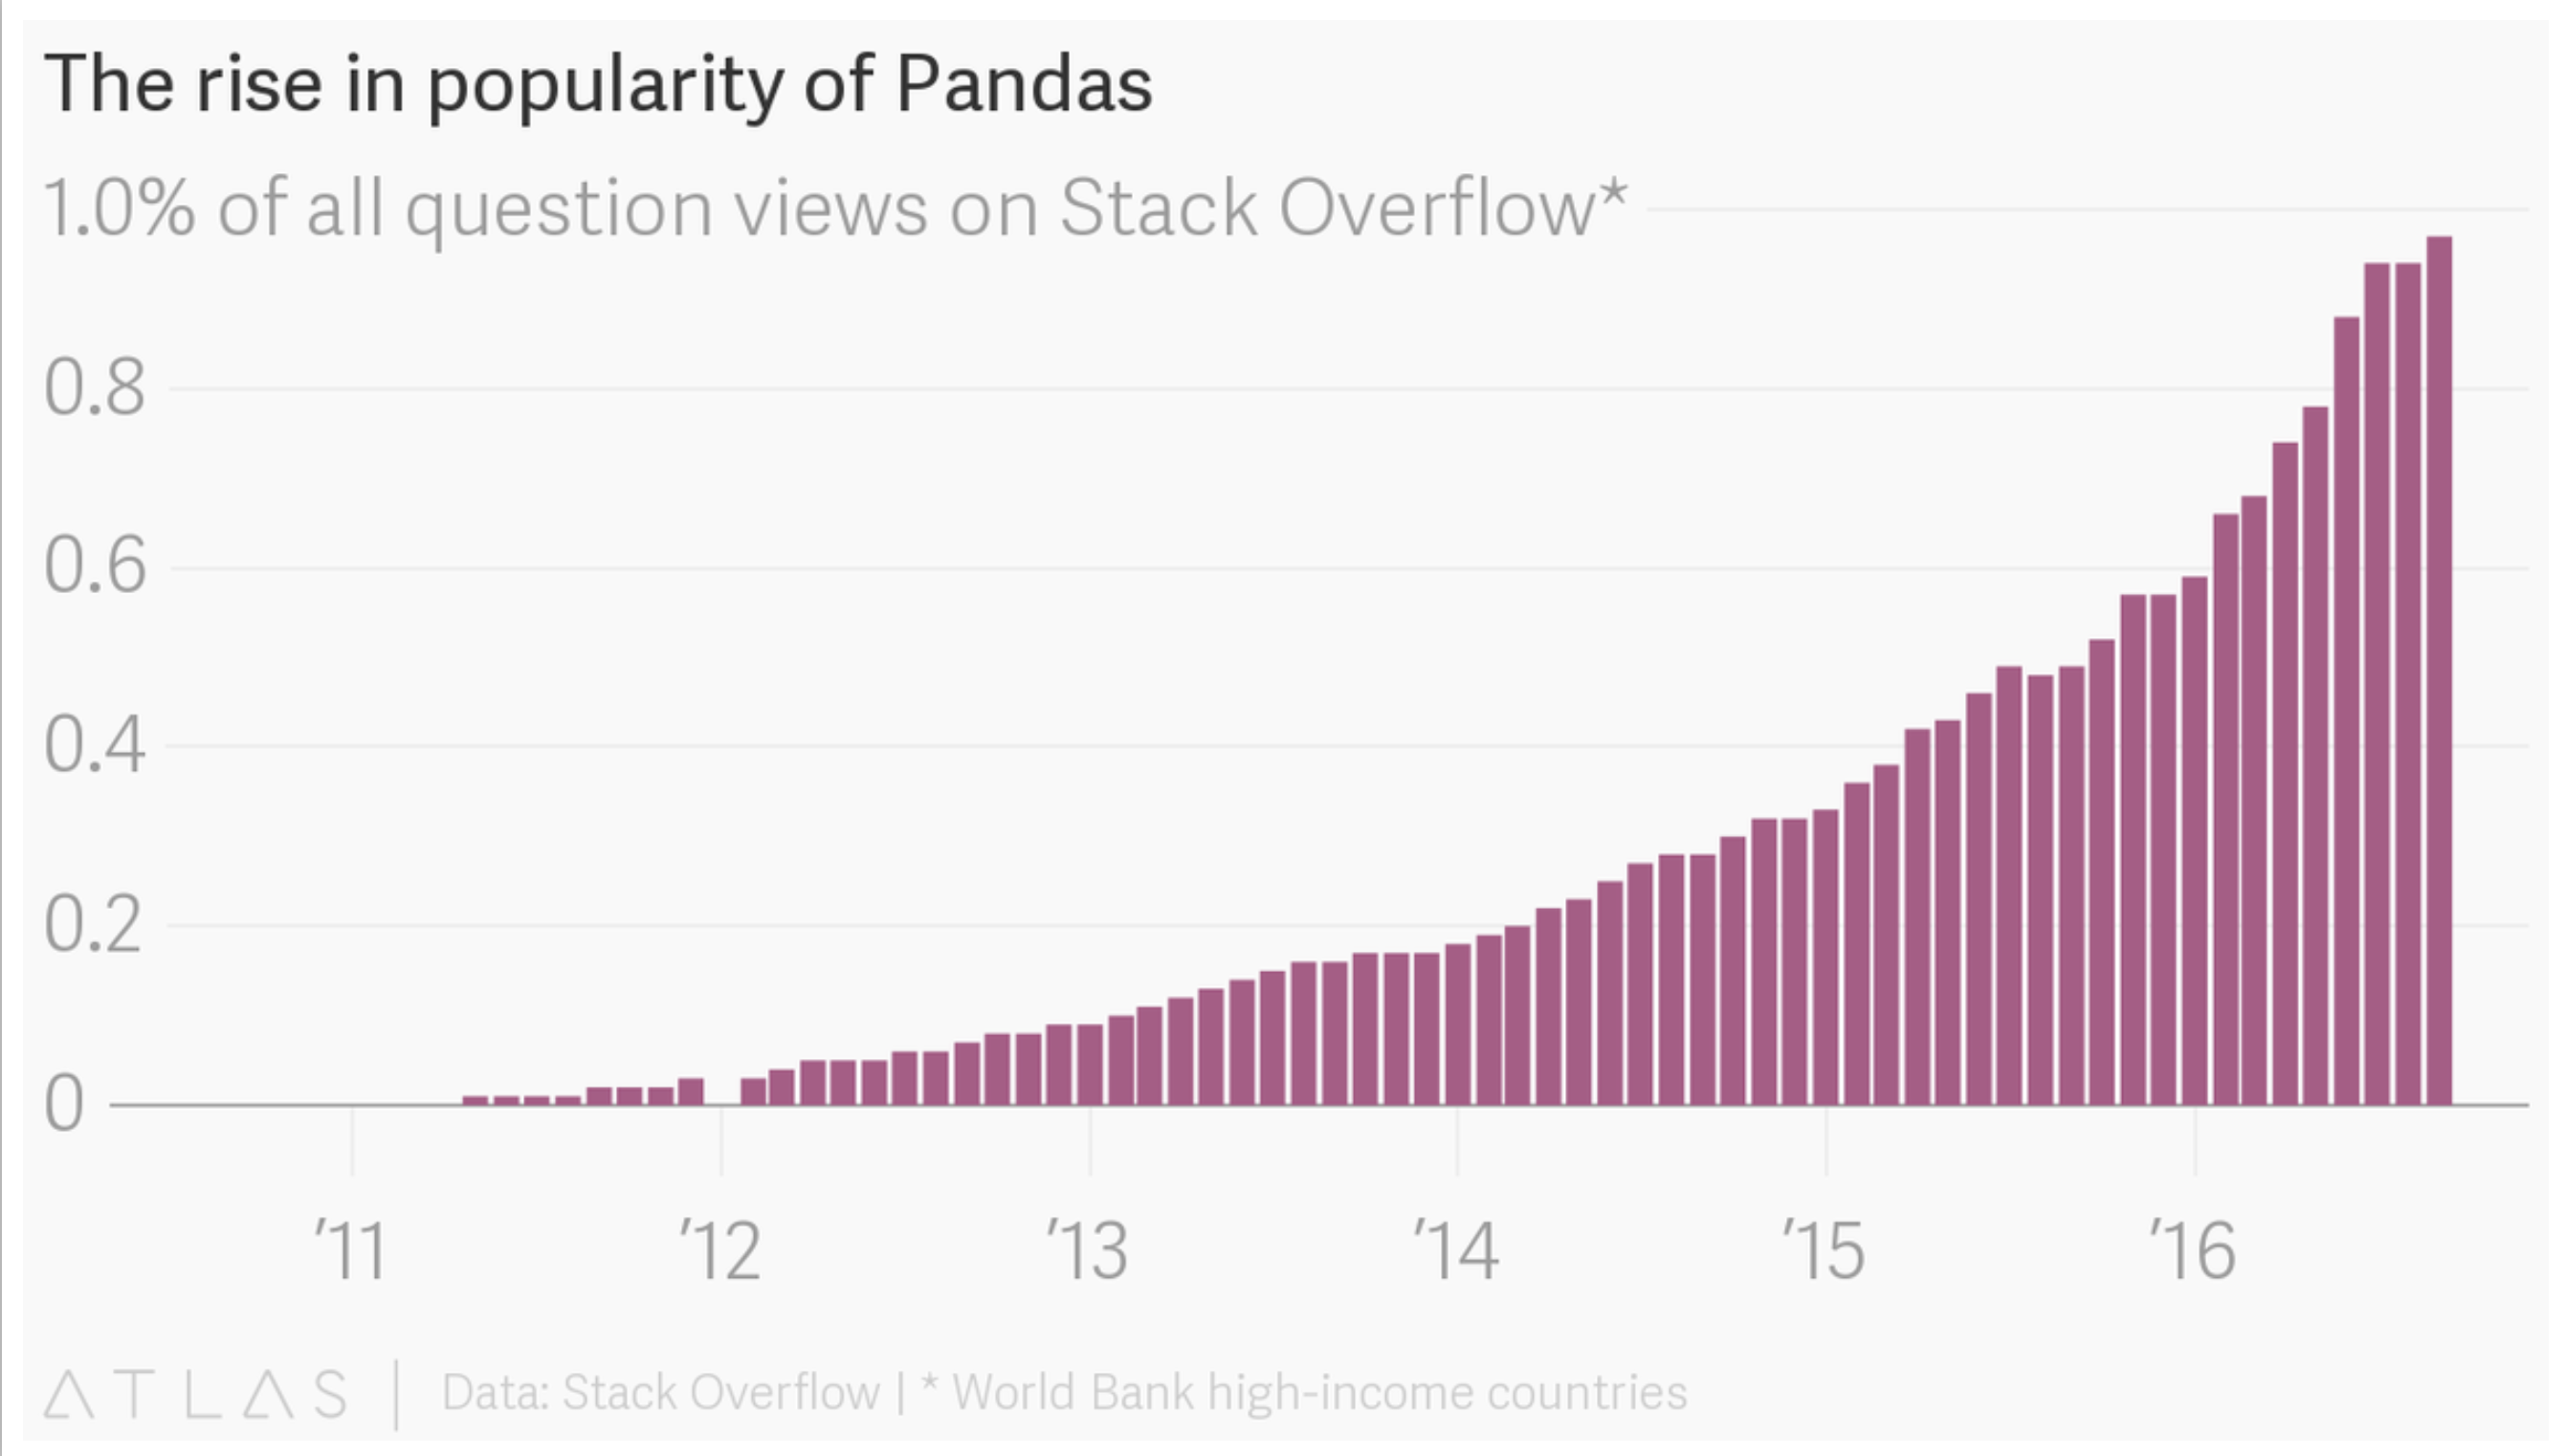 The rise in popularity of Pandas
1.0% of all question views on Stack Overflow*
0.8
0.6
0.4
0.2
0
’11 ’12 ’13 ’14 ’15 ’16
ATLAS | Data: Stack Overflow | * World Bank high-income countries